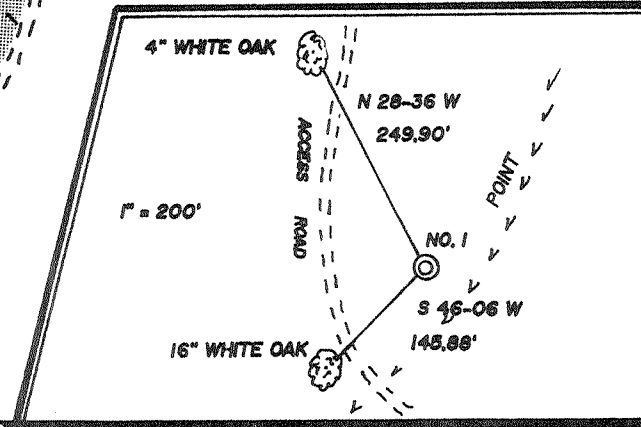 4" WHITE OAK
N 28-36 W
249.90'
ACCESS ROAD
POINT
1" = 200'
NO. 1
S 46-06 W
145.88'
16" WHITE OAK